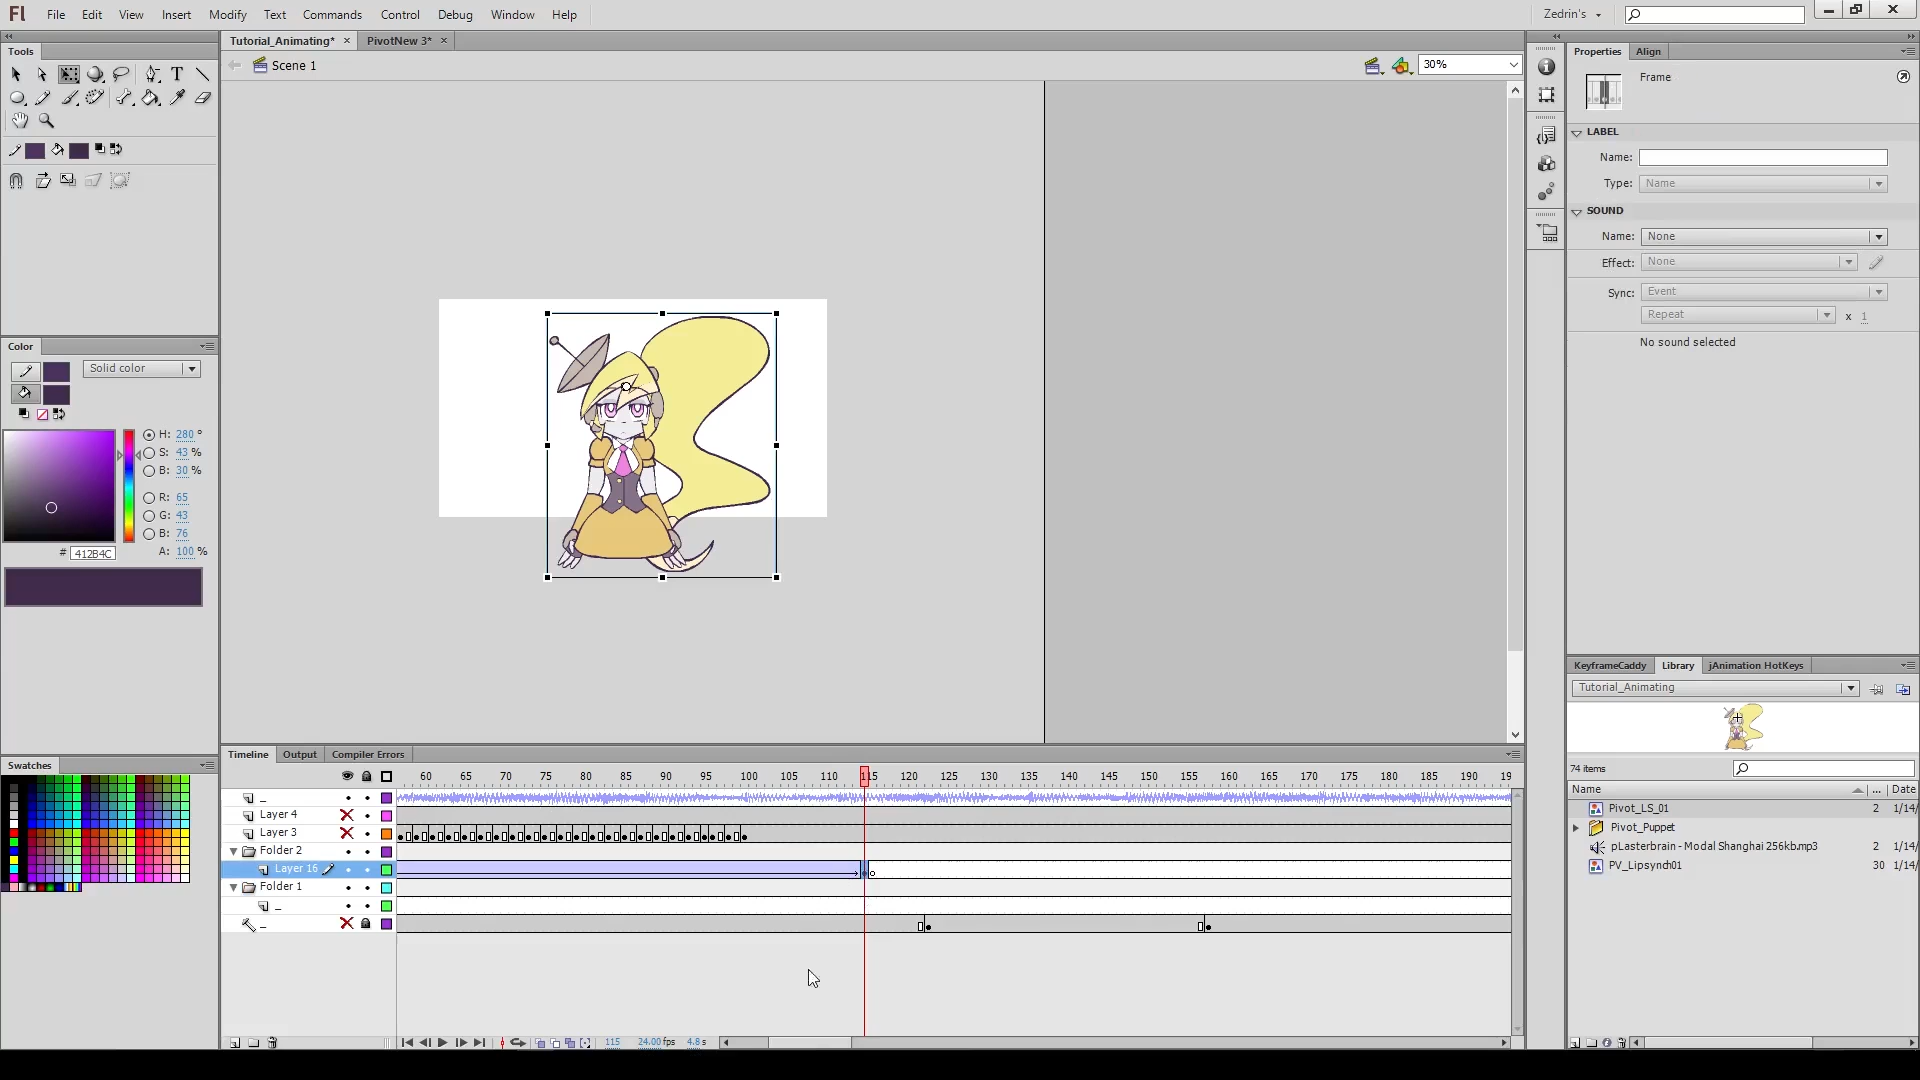 Fl File Edit View Insert Modify Text Commands Control Debug Window Help Zedrin's
Tools
Tutorial_Animating* × PivotNew 3* ×
Scene 1
30%
Properties Align
Frame
LABEL
Name:
Type: Name
SOUND
Name: None
Effect: None
Sync: Event
Repeat x 1
No sound selected
Color
Solid color
H: 280 °
S: 43 %
B: 30 %
R: 65
G: 43
B: 76
# 412B4C
A: 100 %
Swatches
KeyframeCaddy Library jAnimation HotKeys
Tutorial_Animating
74 items
Name ... Date
Pivot_LS_01 2 1/14/
Pivot_Puppet
pLasterbrain - Modal Shanghai 256kb.mp3 2 1/14/
PV_Lipsynch01 30 1/14/
Timeline Output Compiler Errors
60 65 70 75 80 85 90 95 100 105 110 115 120 125 130 135 140 145 150 155 160 165 170 175 180 185 190 19
_
Layer 4
Layer 3
Folder 2
Layer 16
Folder 1
_
_
115 24.00 fps 4.8 s